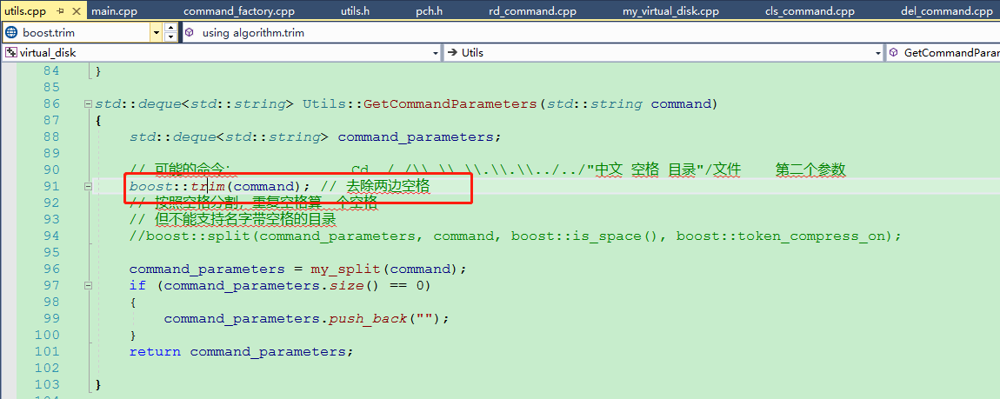 utils.cpp main.cpp command_factory.cpp utils.h pch.h rd_command.cpp my_virtual_disk.cpp cls_command.cpp del_command.cpp
boost.trim using algorithm.trim
virtual_disk Utils GetCommandParar
84 }
85
86 std::deque<std::string> Utils::GetCommandParameters(std::string command)
87 {
88 std::deque<std::string> command_parameters;
89
90 // 可能的命令: Cd / /\\ \\ \\.\\.\\../../"中文 空格 目录"/文件 第二个参数
91 boost::trim(command); // 去除两边空格
92 // 按照空格分割，重复空格算 个空格
93 // 但不能支持名字带空格的目录
94 //boost::split(command_parameters, command, boost::is_space(), boost::token_compress_on);
95
96 command_parameters = my_split(command);
97 if (command_parameters.size() == 0)
98 {
99 command_parameters.push_back("");
100 }
101 return command_parameters;
102
103 }